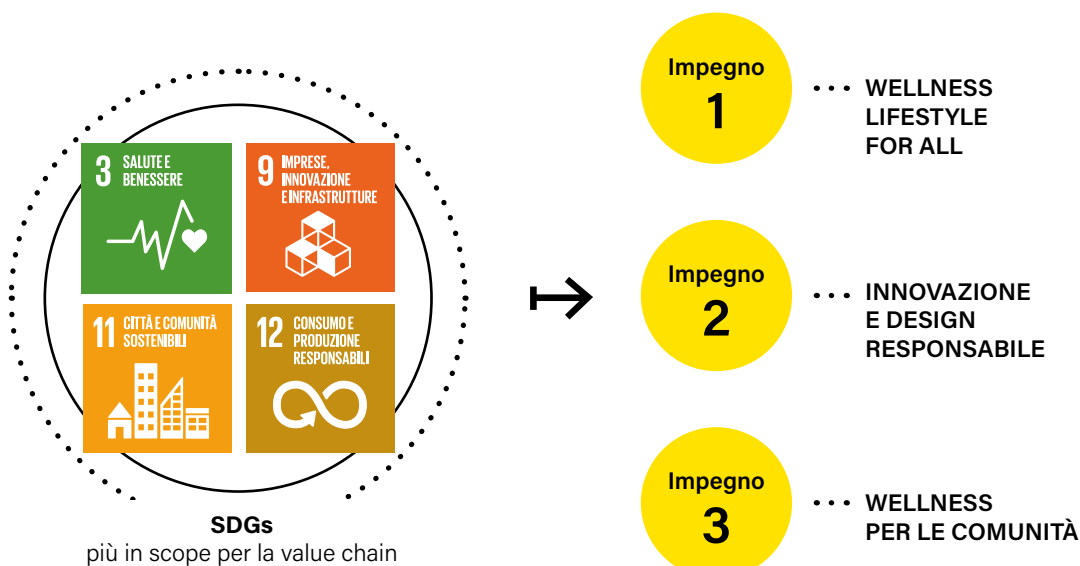 3 SALUTE E
BENESSERE
9 IMPRESE,
INNOVAZIONE
E INFRASTRUTTURE
11 CITTÀ E COMUNITÀ
SOSTENIBILI
12 CONSUMO E
PRODUZIONE
RESPONSABILI
SDGs
più in scope per la value chain
Impegno
1
WELLNESS
LIFESTYLE
FOR ALL
Impegno
2
INNOVAZIONE
E DESIGN
RESPONSABILE
Impegno
3
WELLNESS
PER LE COMUNITÀ